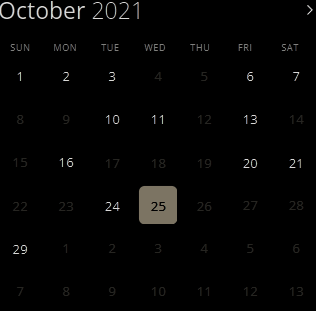 October 2021
SUN MON TUE WED THU FRI SAT
1 2 3 4 5 6 7
8 9 10 11 12 13 14
15 16 17 18 19 20 21
22 23 24 25 26 27 28
29 1 2 3 4 5 6
7 8 9 10 11 12 13